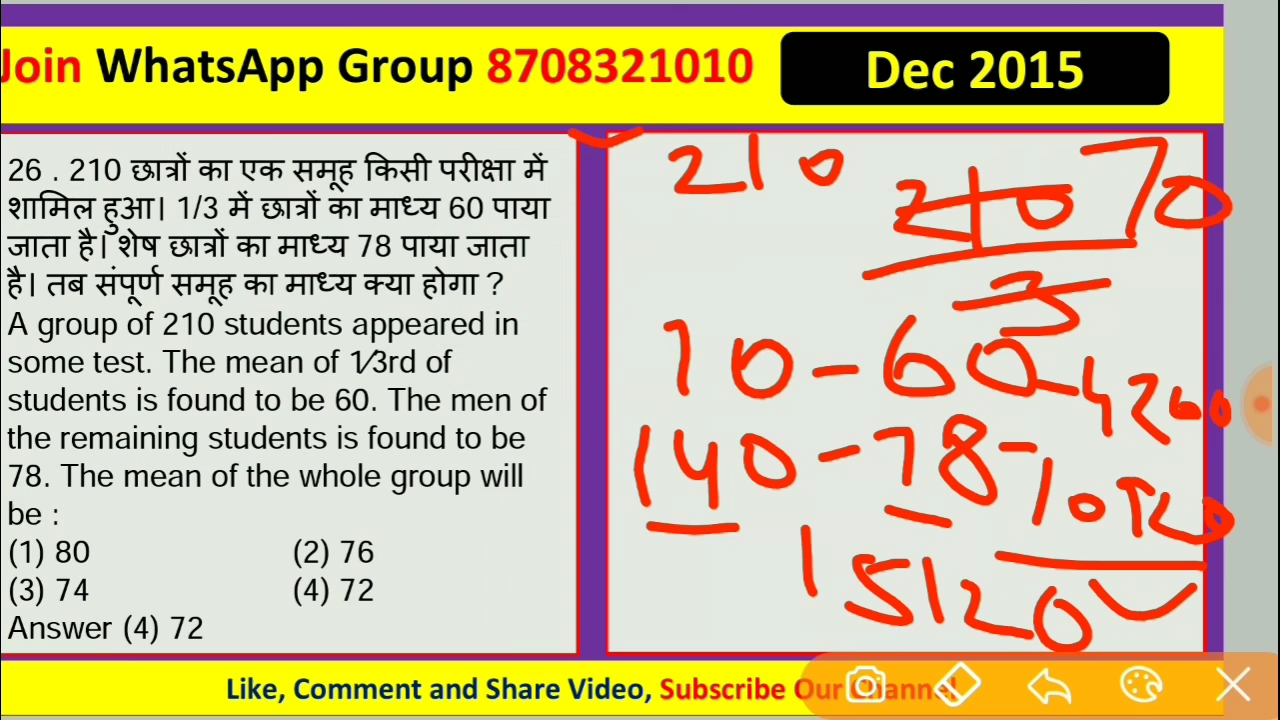 Join WhatsApp Group 8708321010
Dec 2015
26 . 210 छात्रों का एक समूह किसी परीक्षा में
शामिल हुआ। 1/3 में छात्रों का माध्य 60 पाया
जाता है। शेष छात्रों का माध्य 78 पाया जाता
है। तब संपूर्ण समूह का माध्य क्या होगा ?
A group of 210 students appeared in
some test. The mean of 1⁄3rd of
students is found to be 60. The men of
the remaining students is found to be
78. The mean of the whole group will
be :
(1) 80 (2) 76
(3) 74 (4) 72
Answer (4) 72
210
210 70
3
70-60-4200
140-78-10920
15120
Like, Comment and Share Video, Subscribe Our Channel